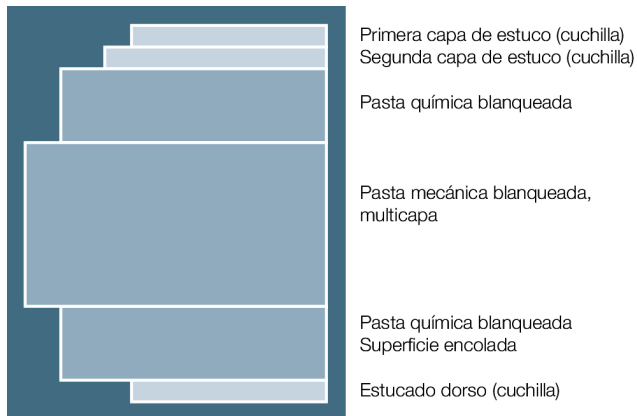 Primera capa de estuco (cuchilla)
Segunda capa de estuco (cuchilla)
Pasta química blanqueada
Pasta mecánica blanqueada,
multicapa
Pasta química blanqueada
Superficie encolada
Estucado dorso (cuchilla)